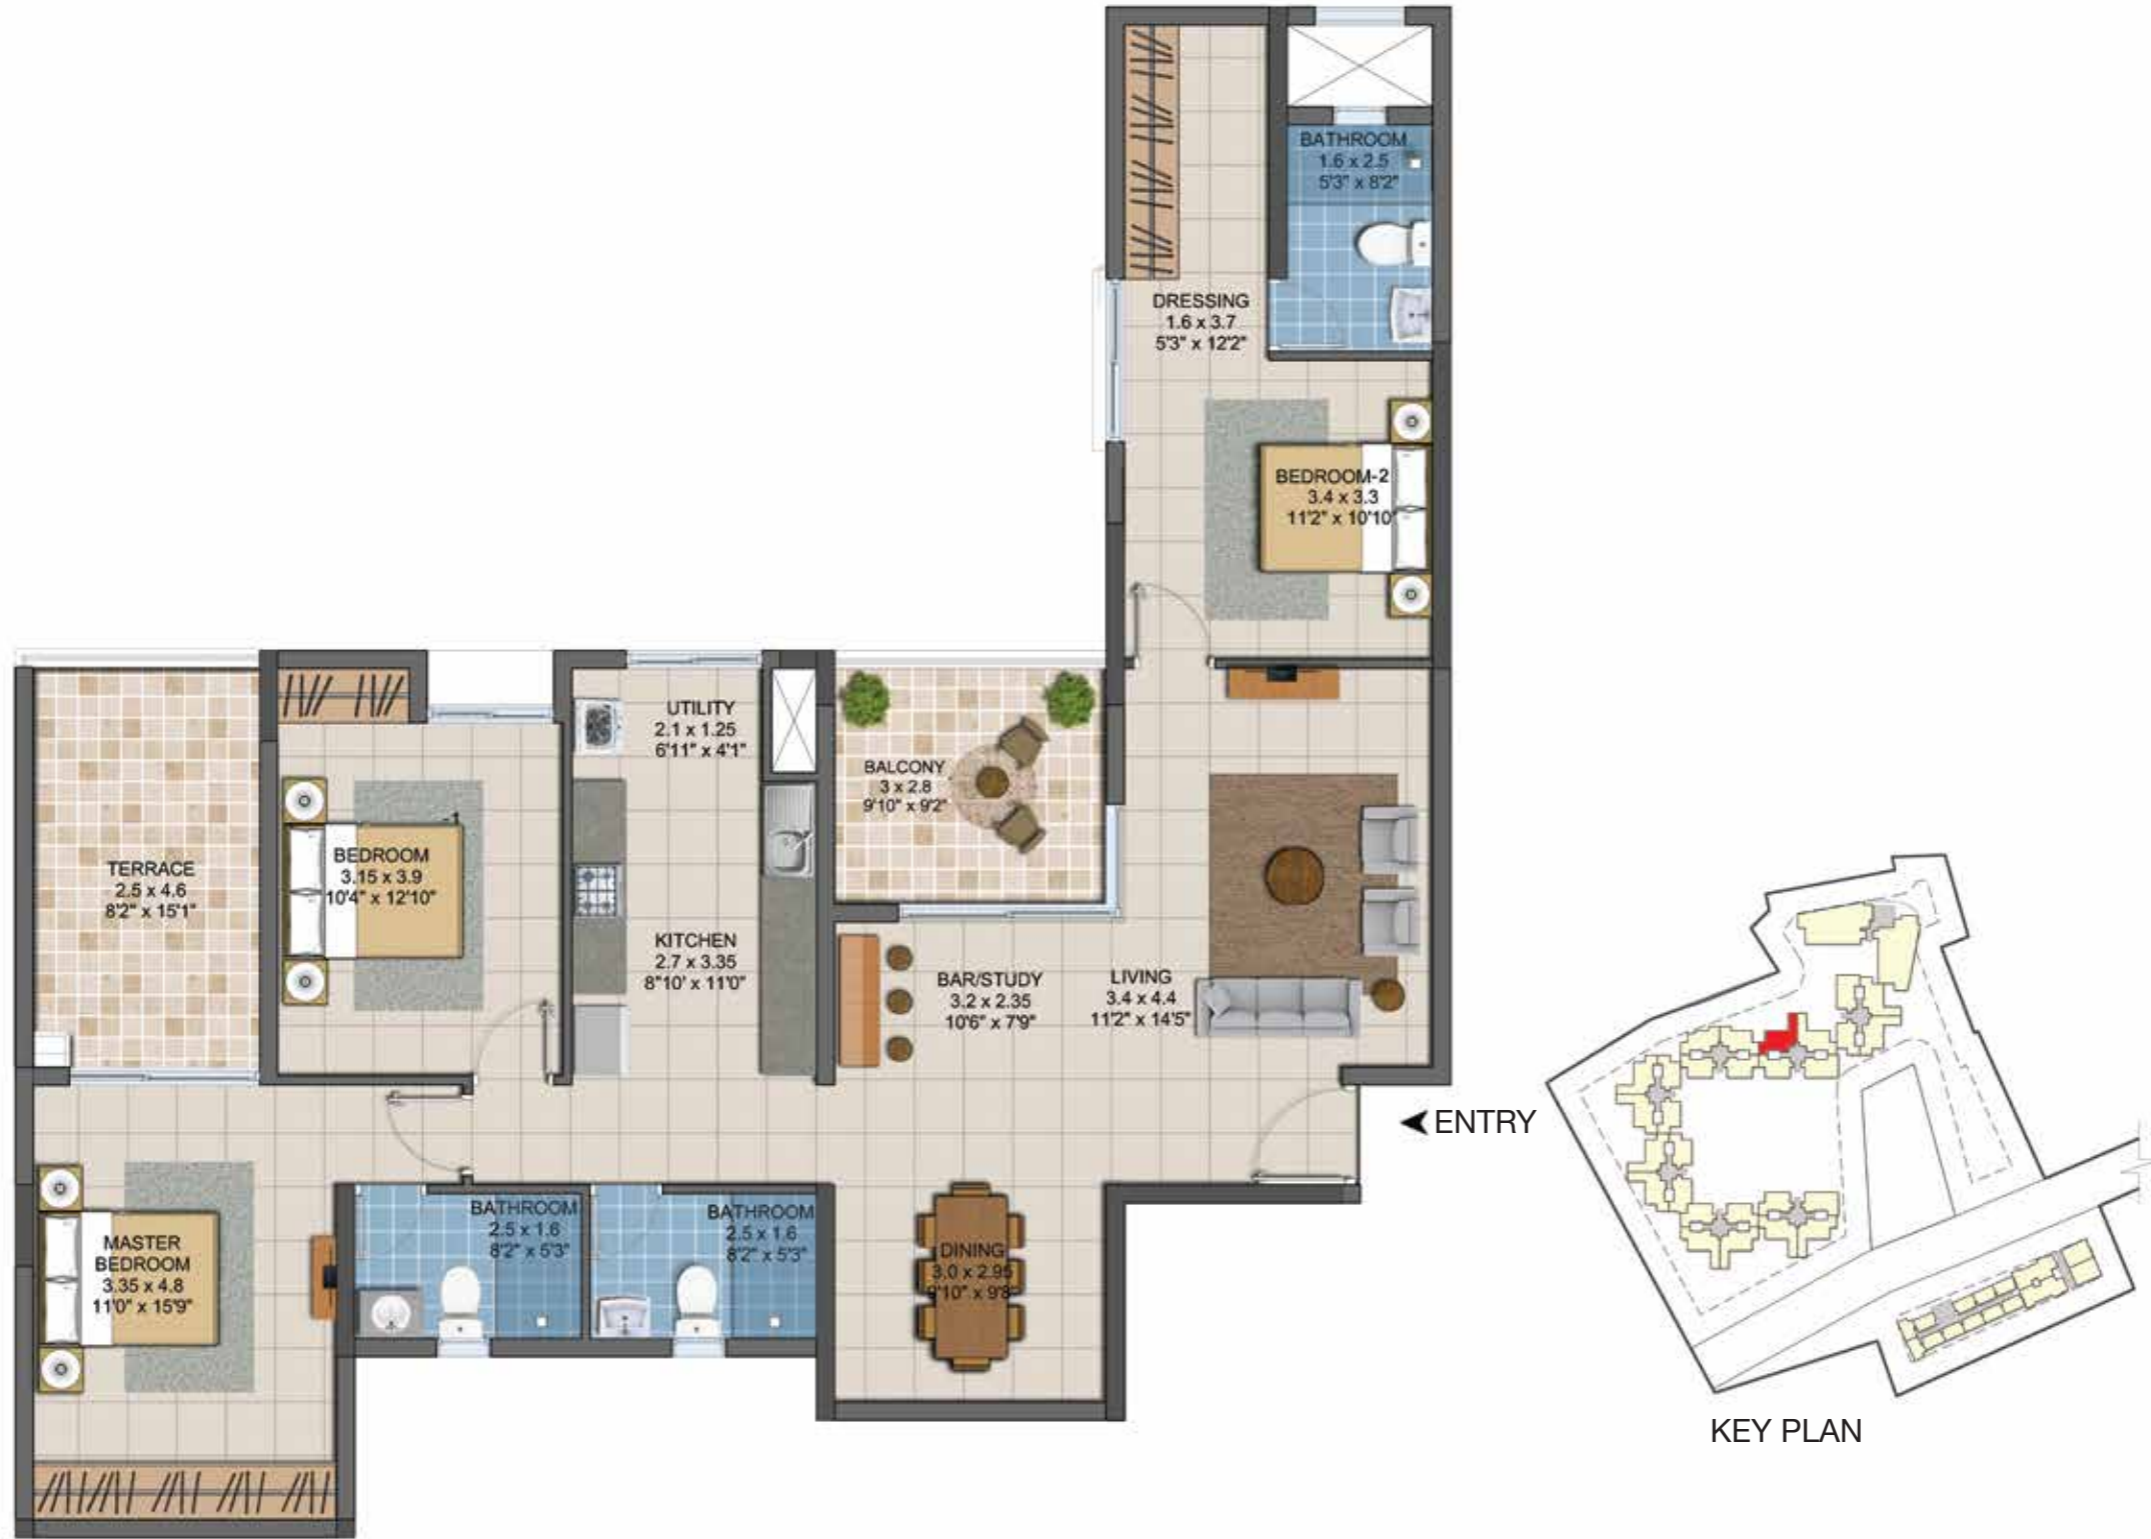 BATHROOM
1.6 x 2.5
5'3" x 8'2"
DRESSING
1.6 x 3.7
5'3" x 12'2"
BEDROOM-2
3.4 x 3.3
11'2" x 10'10"
UTILITY
2.1 x 1.25
6'11" x 4'1"
BALCONY
3 x 2.8
9'10" x 9'2"
-1
BEDROOM
3.15 x 3.9
10'4" x 12'10"
TERRACE
2.5 x 4.6
8'2" x 15'1"
KITCHEN
2.7 x 3.35
8"10' x 11'0"
BAR/STUDY
3.2 x 2.35
10'6" x 7'9"
LIVING
3.4 x 4.4
11'2" x 14'5"
ENTRY
BATHROOM
2.5 x 1.6
8'2" x 5'3"
BATHROOM
2.5 x 1.6
8'2" x 5'3"
MASTER
BEDROOM
3.35 x 4.8
11'0" x 15'9"
DINING
3.0 x 2.95
9'10" x 9'8"
KEY PLAN